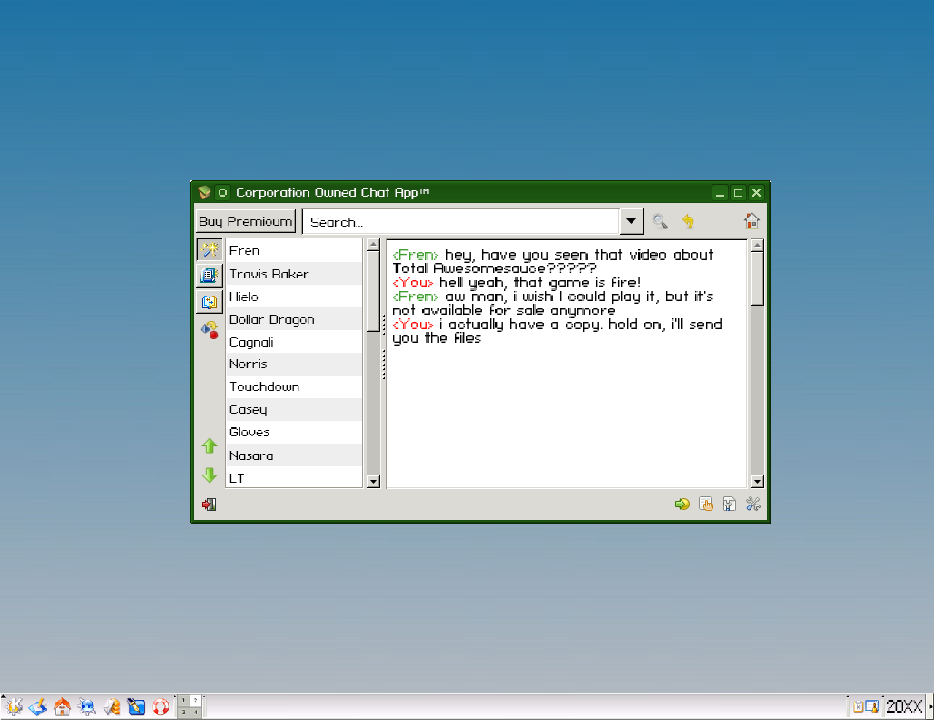 Corporation Owned Chat App™
Buy Premioum
Search...
Fren
Travis Baker
Hielo
Dollar Dragon
Cagnali
Norris
Touchdown
Casey
Gloves
Nasara
LT
<Fren> hey, have you seen that video about
Total Awesomesauce?????
<You> hell yeah, that game is fire!
<Fren> aw man, i wish I could play it, but it's
not available for sale anymore
<You> i actually have a copy. hold on, i'll send
you the files
1 2
3 4
20XX